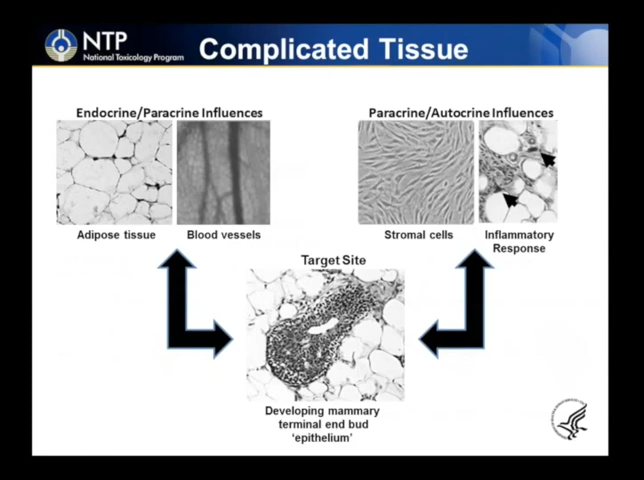 NTP
National Toxicology Program
Complicated Tissue
Endocrine/Paracrine Influences
Paracrine/Autocrine Influences
Adipose tissue
Blood vessels
Stromal cells
Inflammatory
Response
Target Site
Developing mammary
terminal end bud
‘epithelium’